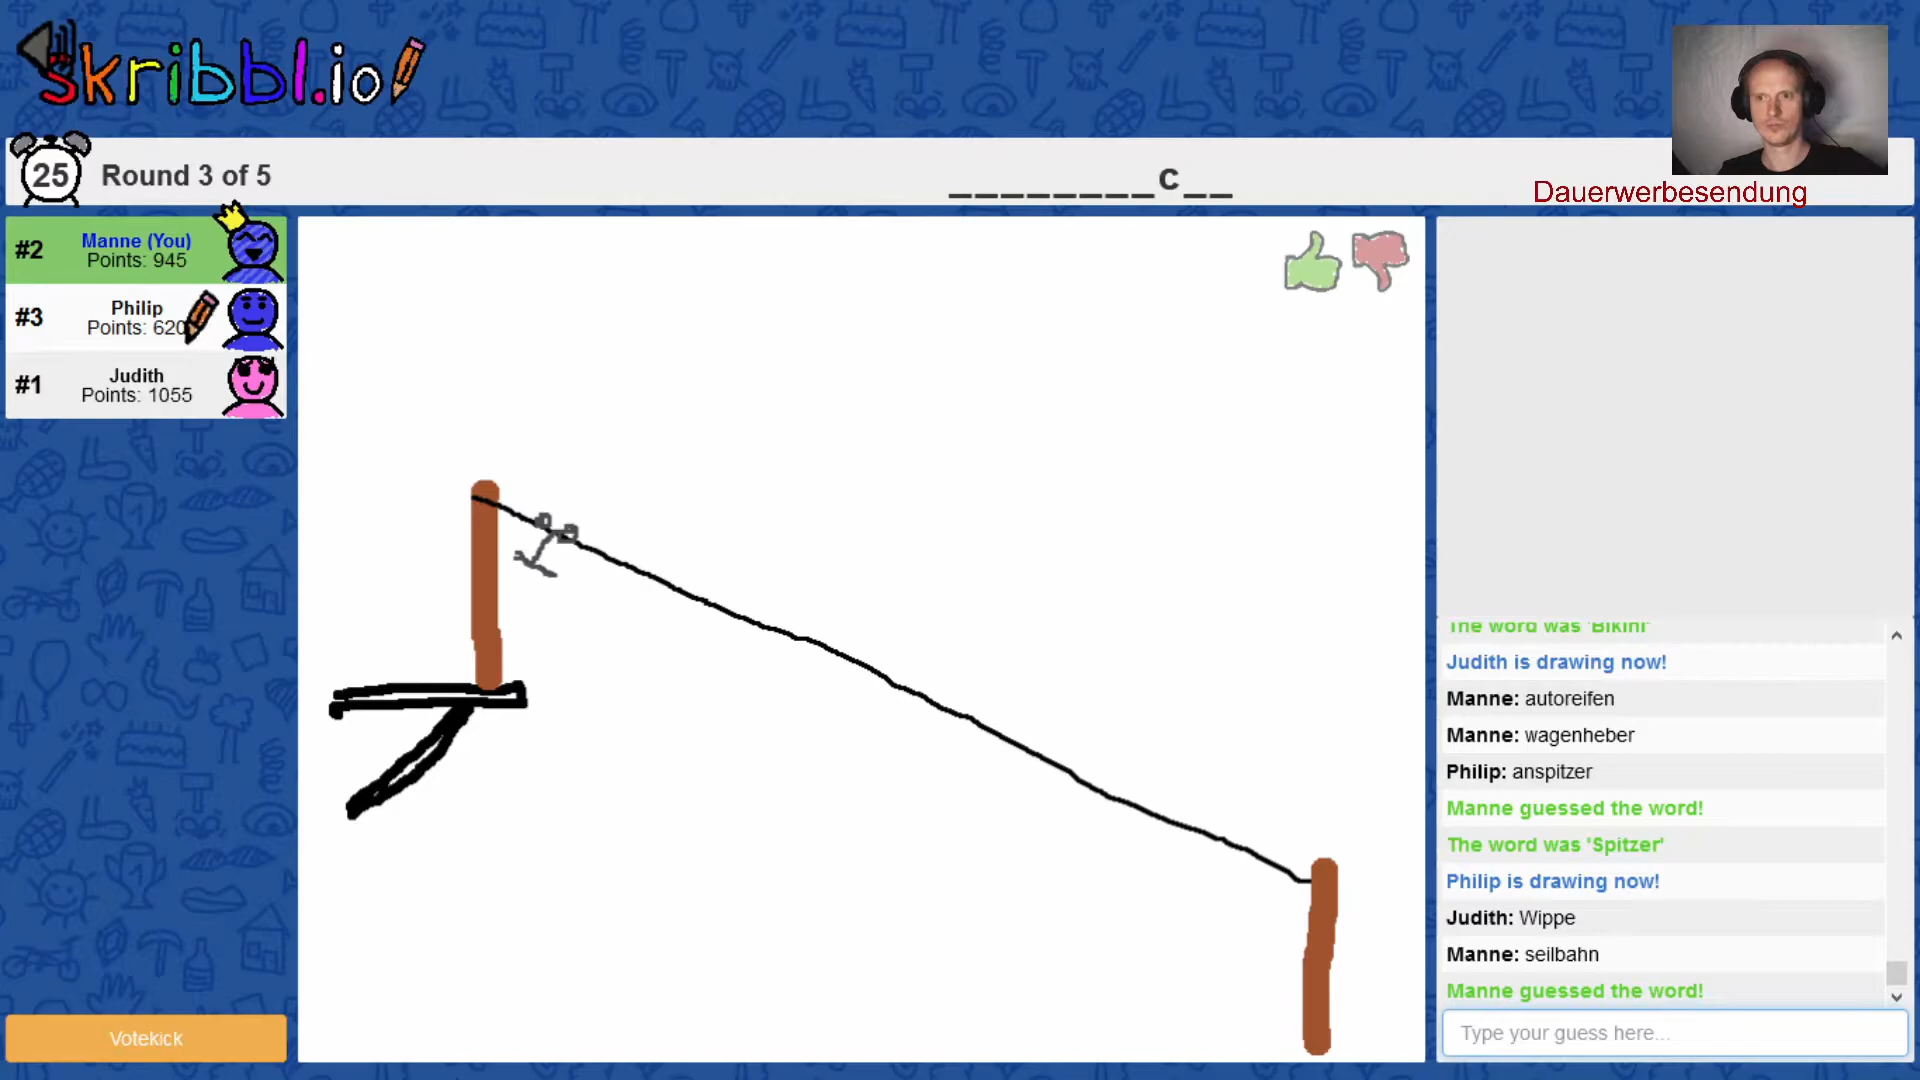 skribbl.io
25
Round 3 of 5
________c__
Dauerwerbesendung
#2
Manne (You)
Points: 945
#3
Philip
Points: 620
#1
Judith
Points: 1055
The word was 'Bikini'
Judith is drawing now!
Manne: autoreifen
Manne: wagenheber
Philip: anspitzer
Manne guessed the word!
The word was 'Spitzer'
Philip is drawing now!
Judith: Wippe
Manne: seilbahn
Manne guessed the word!
Votekick
Type your guess here...